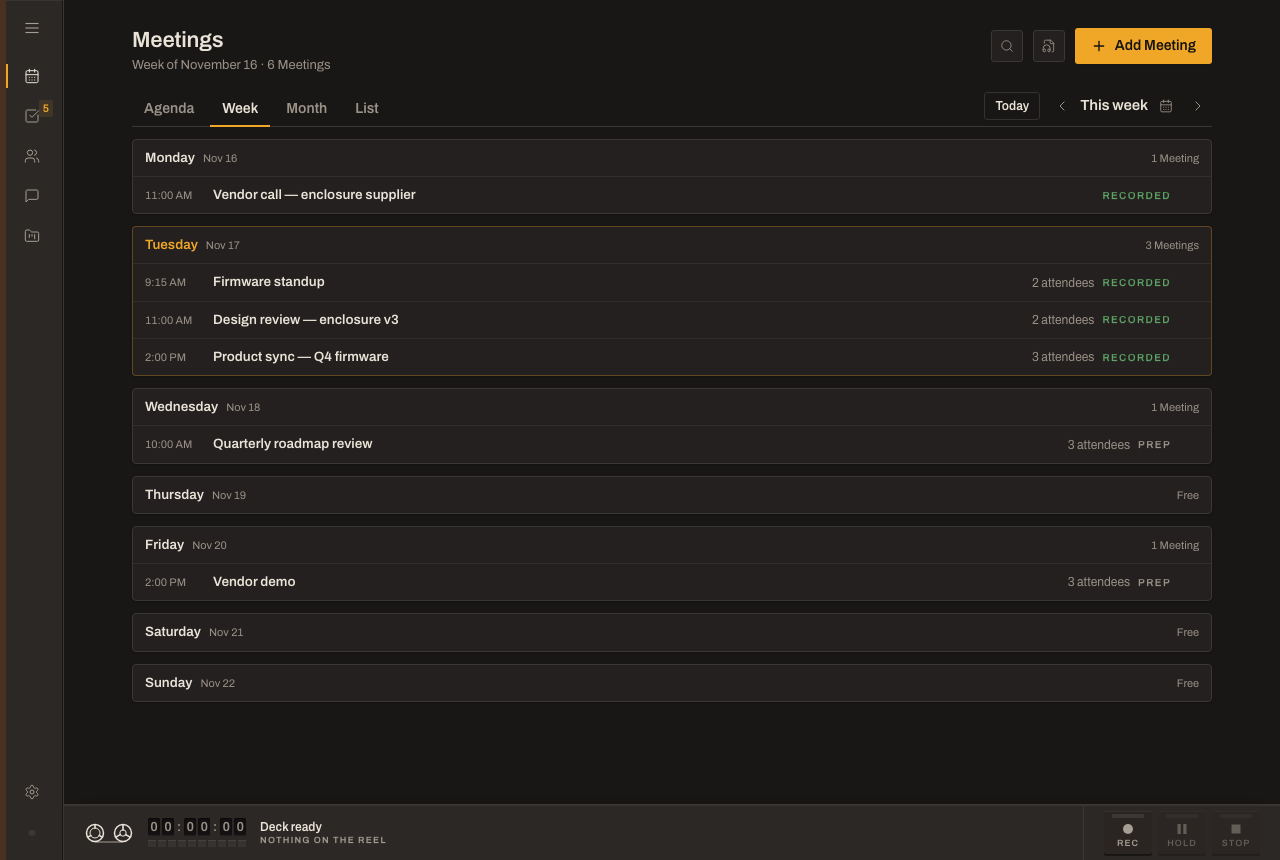 Meetings
Week of November 16 · 6 Meetings
Add Meeting
5
Agenda Week Month List
Today This week
Monday Nov 16 1 Meeting
11:00 AM Vendor call — enclosure supplier RECORDED
Tuesday Nov 17 3 Meetings
9:15 AM Firmware standup 2 attendees RECORDED
11:00 AM Design review — enclosure v3 2 attendees RECORDED
2:00 PM Product sync — Q4 firmware 3 attendees RECORDED
Wednesday Nov 18 1 Meeting
10:00 AM Quarterly roadmap review 3 attendees PREP
Thursday Nov 19 Free
Friday Nov 20 1 Meeting
2:00 PM Vendor demo 3 attendees PREP
Saturday Nov 21 Free
Sunday Nov 22 Free
00:00:00
Deck ready
NOTHING ON THE REEL
REC HOLD STOP